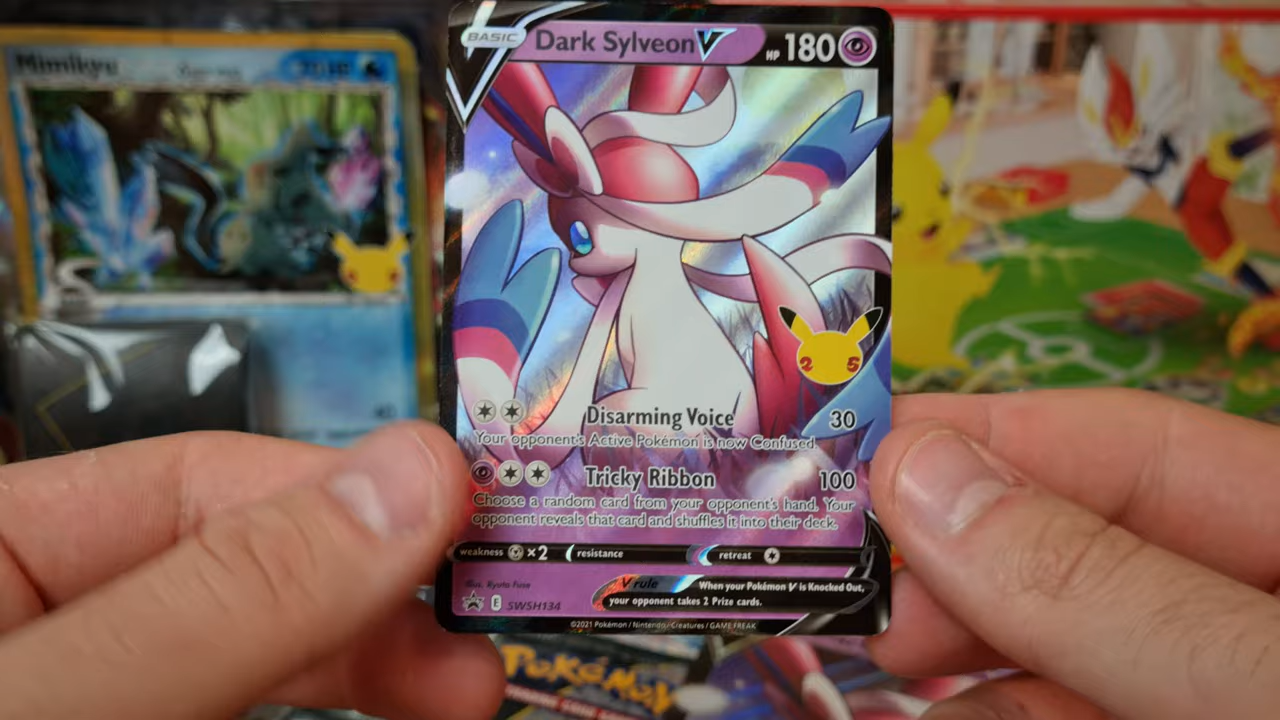 Mimikyu
BASIC
Dark Sylveon V
HP 180
25
Disarming Voice 30
Your opponent's Active Pokémon is now Confused
Tricky Ribbon 100
Choose a random card from your opponent's hand. Your
opponent reveals that card and shuffles it into their deck.
weakness ×2 resistance retreat
Illus. Ryuta Fuse
V rule When your Pokémon V is Knocked Out,
your opponent takes 2 Prize cards.
E SWSH134
©2021 Pokémon / Nintendo / Creatures / GAME FREAK
POKéMON